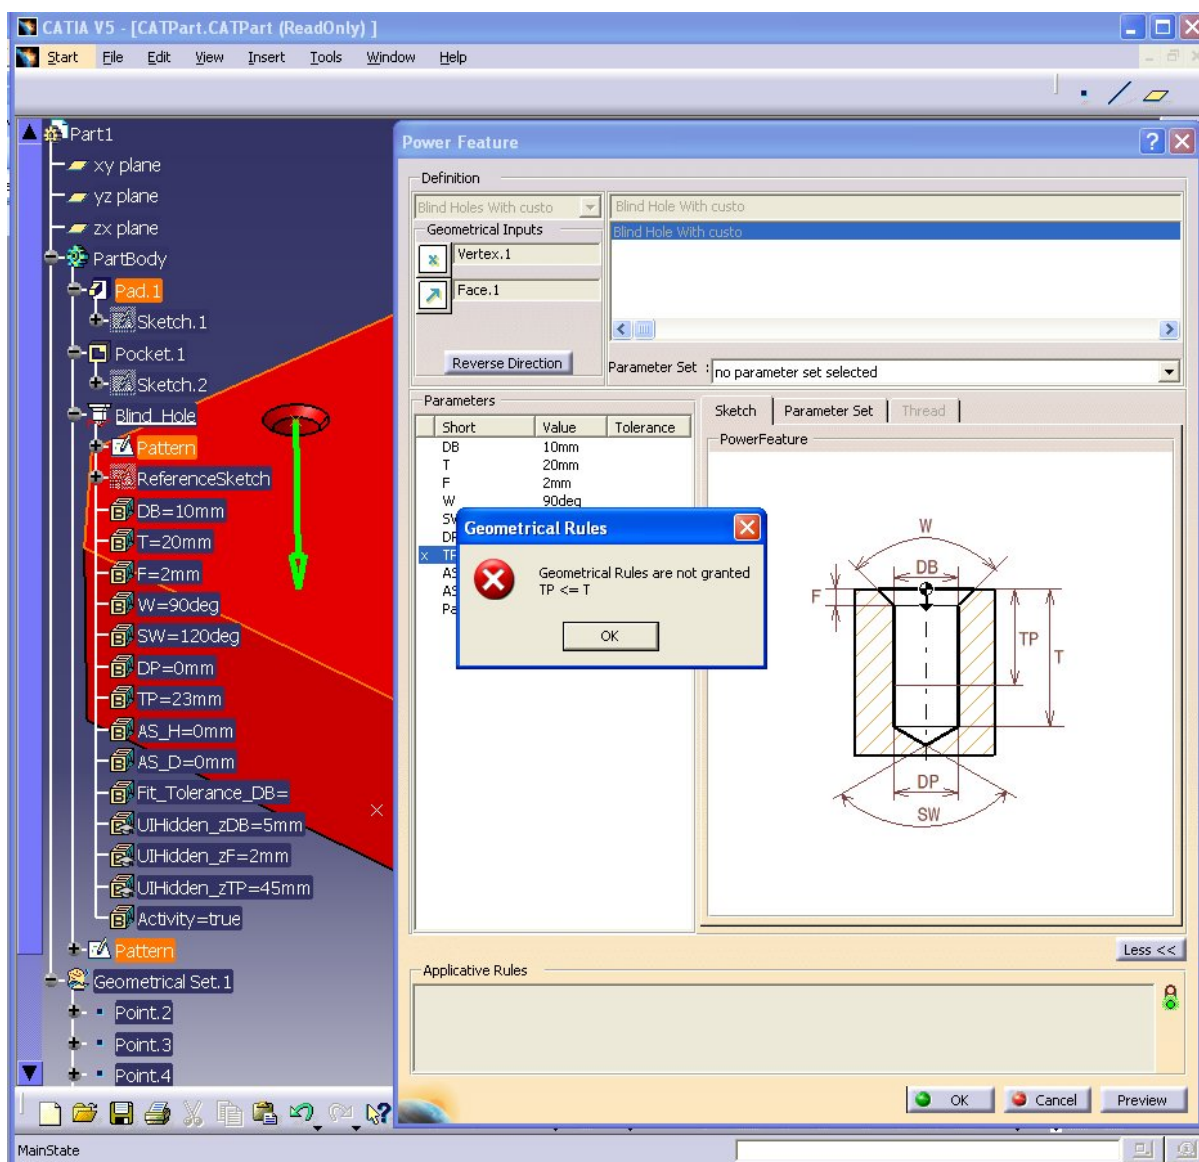 CATIA V5 - [CATPart.CATPart (ReadOnly) ]
Start File Edit View Insert Tools Window Help
Part1
xy plane
yz plane
zx plane
PartBody
Pad.1
Sketch.1
Pocket.1
Sketch.2
Blind_Hole
Pattern
ReferenceSketch
DB=10mm
T=20mm
F=2mm
W=90deg
SW=120deg
DP=0mm
TP=23mm
AS_H=0mm
AS_D=0mm
Fit_Tolerance_DB=
UIHidden_zDB=5mm
UIHidden_zF=2mm
UIHidden_zTP=45mm
Activity=true
Pattern
Geometrical Set.1
Point.2
Point.3
Point.4
Power Feature
Definition
Blind Holes With custo
Blind Hole With custo
Geometrical Inputs
Blind Hole With custo
Vertex.1
Face.1
Reverse Direction
Parameter Set : no parameter set selected
Parameters
Short Value Tolerance
DB 10mm
T 20mm
F 2mm
W 90deg
x
Sketch Parameter Set Thread
PowerFeature
W
DB
F
TP
T
DP
SW
Geometrical Rules
Geometrical Rules are not granted
TP <= T
OK
Less <<
Applicative Rules
OK Cancel Preview
MainState